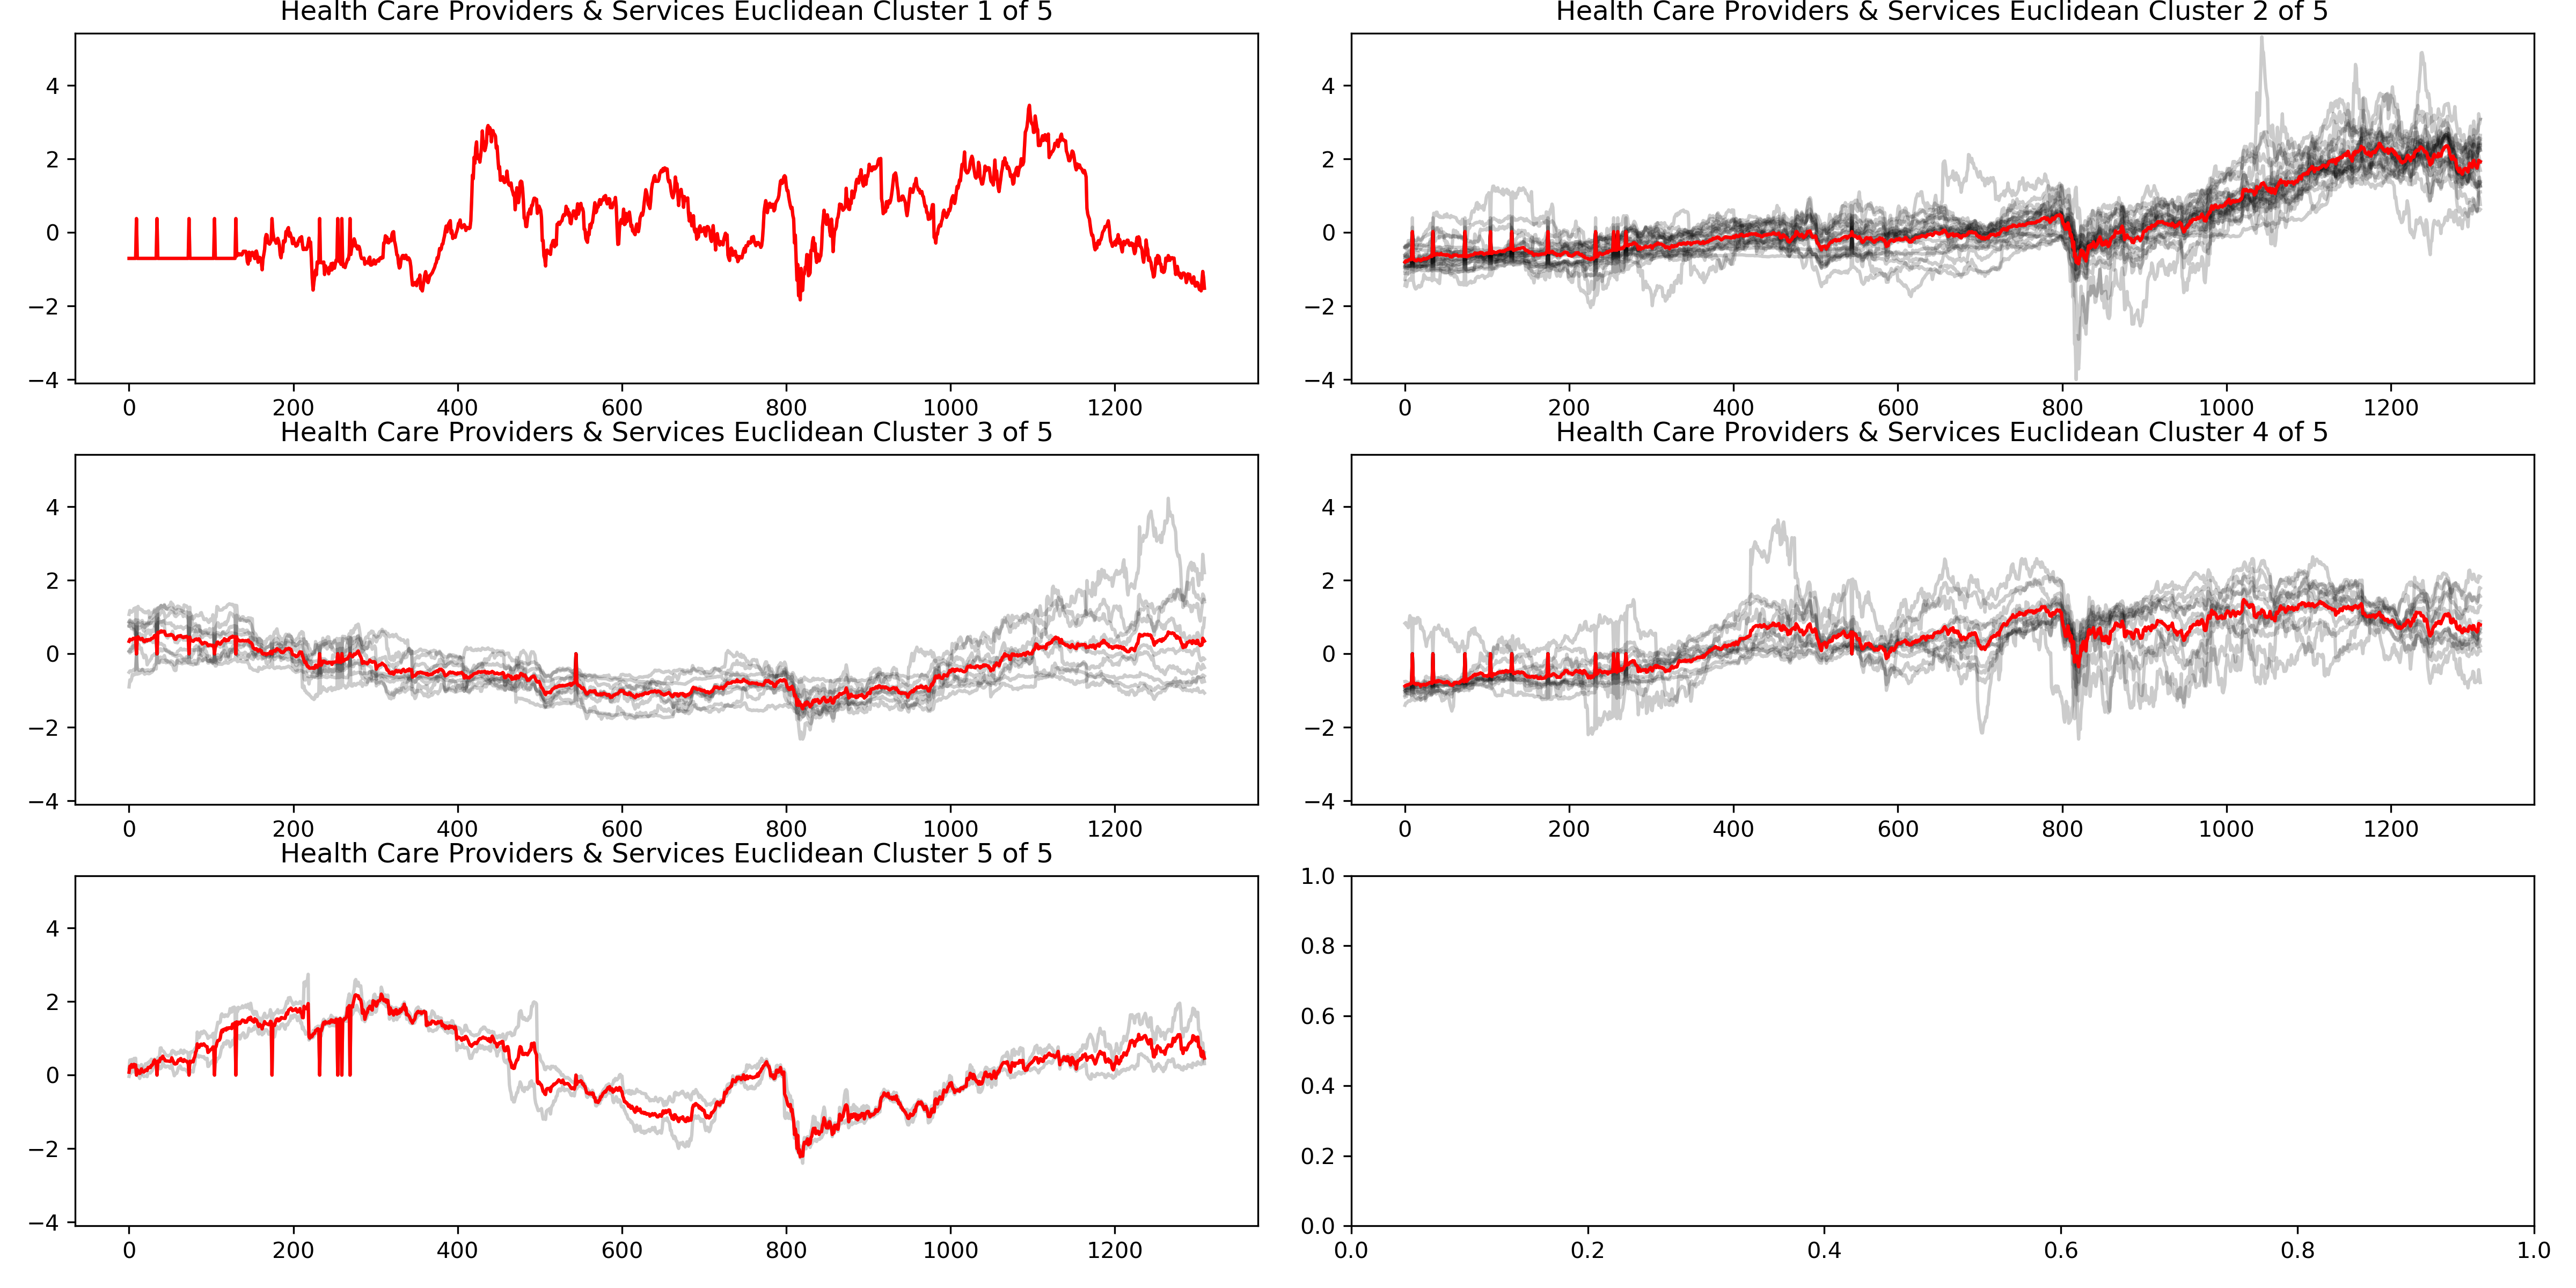 Health Care Providers & Services Euclidean Cluster 1 of 5
4
2
0
−2
−4
0 200 400 600 800 1000 1200
Health Care Providers & Services Euclidean Cluster 2 of 5
4
2
0
−2
−4
0 200 400 600 800 1000 1200
Health Care Providers & Services Euclidean Cluster 3 of 5
4
2
0
−2
−4
0 200 400 600 800 1000 1200
Health Care Providers & Services Euclidean Cluster 4 of 5
4
2
0
−2
−4
0 200 400 600 800 1000 1200
Health Care Providers & Services Euclidean Cluster 5 of 5
4
2
0
−2
−4
0 200 400 600 800 1000 1200
1.0
0.8
0.6
0.4
0.2
0.0
0.0 0.2 0.4 0.6 0.8 1.0